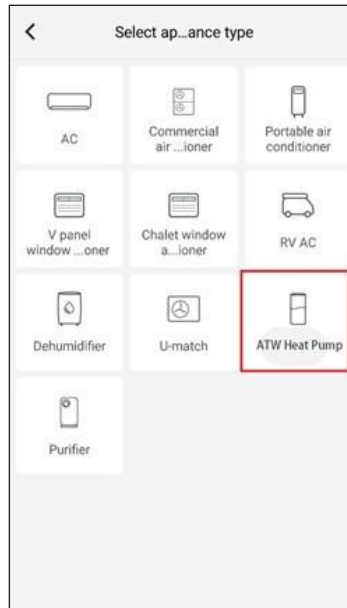 Select ap...ance type
AC
Commercial
air ...ioner
Portable air
conditioner
V panel
window ...oner
Chalet window
a...ioner
RV AC
Dehumidifier
U-match
ATW Heat Pump
Purifier